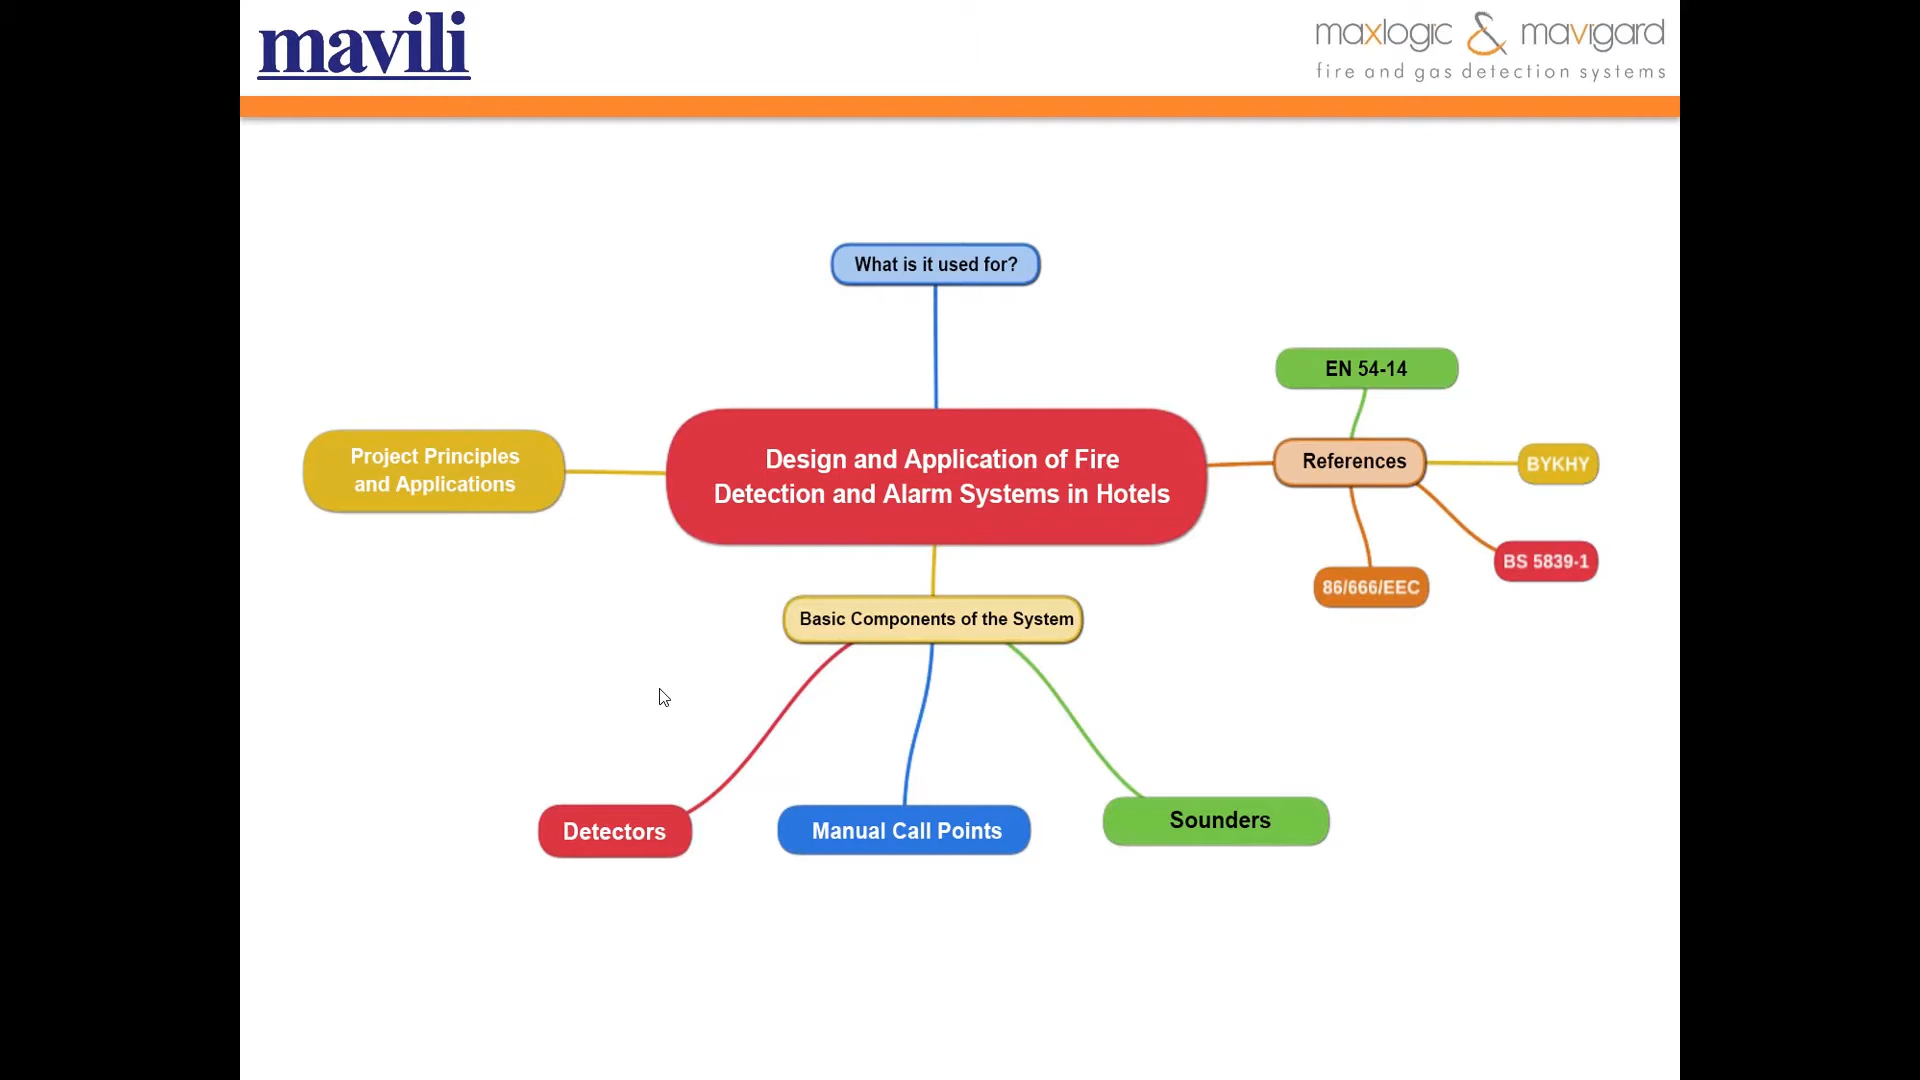 mavili
maxlogic & mavigard
fire and gas detection systems
What is it used for?
EN 54-14
Project Principles
and Applications
Design and Application of Fire
Detection and Alarm Systems in Hotels
References
BYKHY
BS 5839-1
86/666/EEC
Basic Components of the System
Detectors
Manual Call Points
Sounders